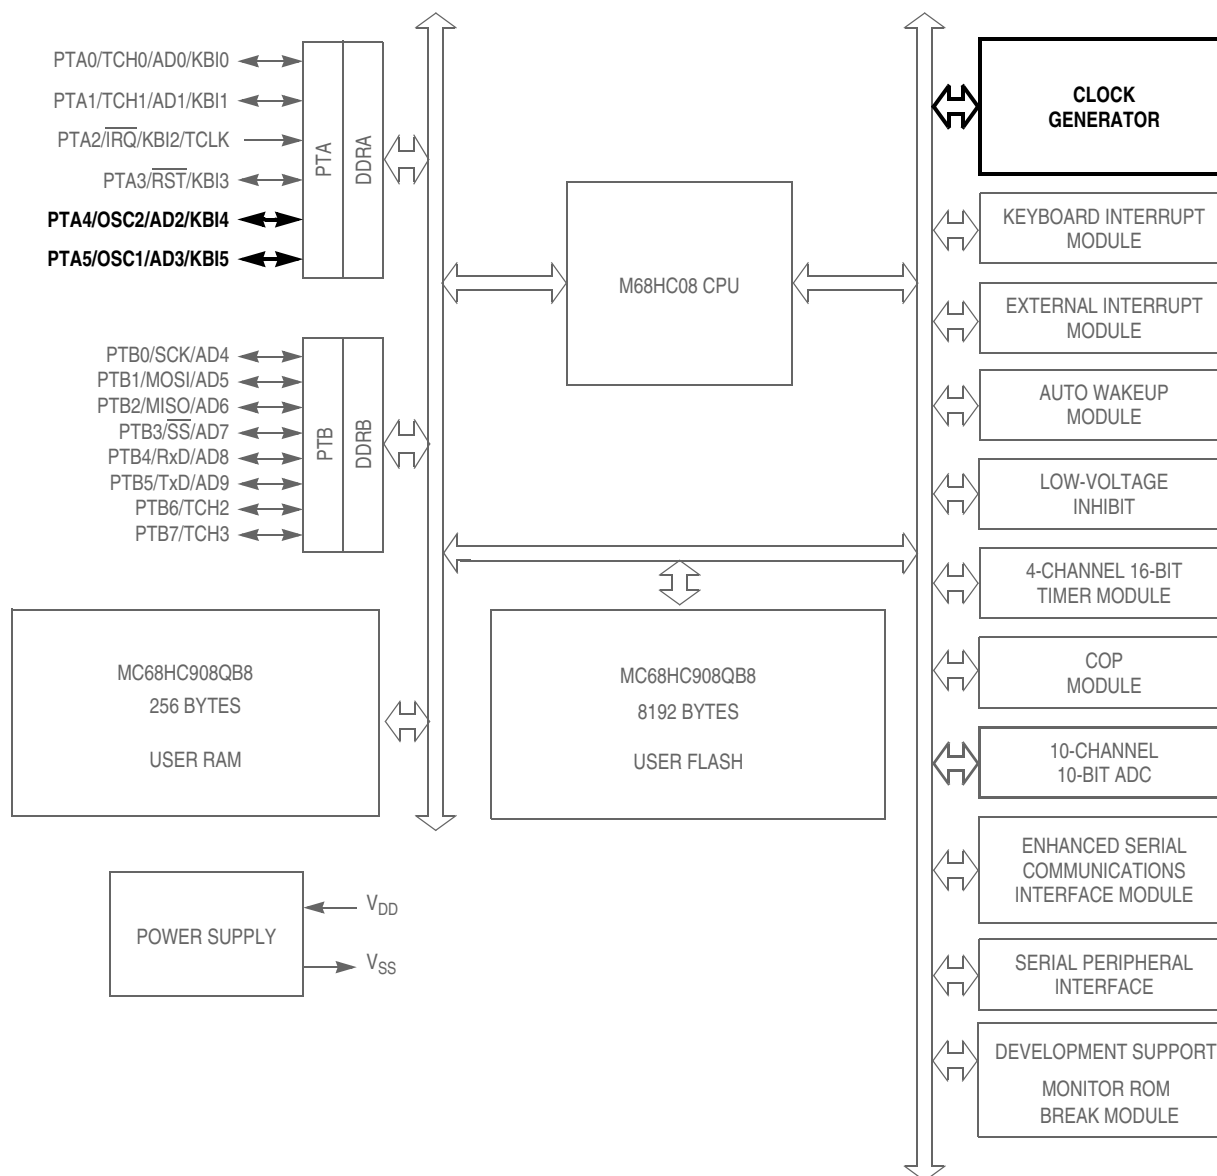 PTA0/TCH0/AD0/KBI0
PTA1/TCH1/AD1/KBI1
PTA2/IRQ/KBI2/TCLK
PTA3/RST/KBI3
PTA4/OSC2/AD2/KBI4
PTA5/OSC1/AD3/KBI5
PTA
DDRA
PTB0/SCK/AD4
PTB1/MOSI/AD5
PTB2/MISO/AD6
PTB3/SS/AD7
PTB4/RxD/AD8
PTB5/TxD/AD9
PTB6/TCH2
PTB7/TCH3
PTB
DDRB
M68HC08 CPU
MC68HC908QB8
256 BYTES
USER RAM
MC68HC908QB8
8192 BYTES
USER FLASH
POWER SUPPLY
VDD
VSS
CLOCK
GENERATOR
KEYBOARD INTERRUPT
MODULE
EXTERNAL INTERRUPT
MODULE
AUTO WAKEUP
MODULE
LOW-VOLTAGE
INHIBIT
4-CHANNEL 16-BIT
TIMER MODULE
COP
MODULE
10-CHANNEL
10-BIT ADC
ENHANCED SERIAL
COMMUNICATIONS
INTERFACE MODULE
SERIAL PERIPHERAL
INTERFACE
DEVELOPMENT SUPPORT
MONITOR ROM
BREAK MODULE